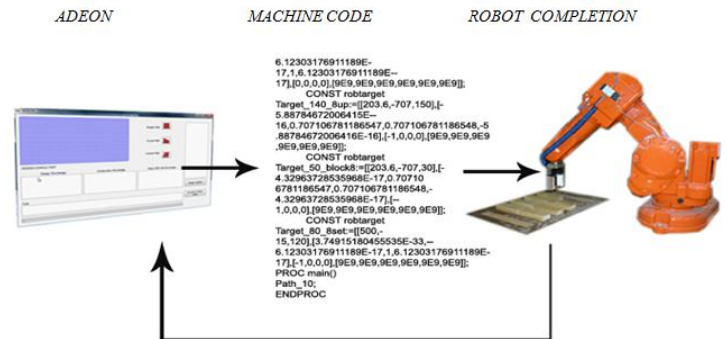 ADEON MACHINE CODE ROBOT COMPLETION
6.12303176911189E-
17,1,6.12303176911189E--
17],[0,0,0,0],[9E9,9E9,9E9,9E9,9E9,9E9]];
CONST robtarget
Target_140_8up:=[[203.6,-707,150],[-
5.88784672006415E--
16,0.707106781186547,0.707106781186548,-5
.88784672006416E-16],[-1,0,0,0],[9E9,9E9,9E9
,9E9,9E9,9E9]];
CONST robtarget
Target_50_block8:=[[203.6,-707,30],[-
4.32963728535968E-17,0.70710
6781186547,0.707106781186548,-
4.32963728535968E-17],[--
1,0,0,0],[9E9,9E9,9E9,9E9,9E9,9E9]];
CONST robtarget
Target_80_8set:=[[500,-
15,120],[3.74915180455535E-33,--
6.12303176911189E-17,1,6.12303176911189E-
17],[-1,0,0,0],[9E9,9E9,9E9,9E9,9E9,9E9]];
PROC main()
Path_10;
ENDPROC